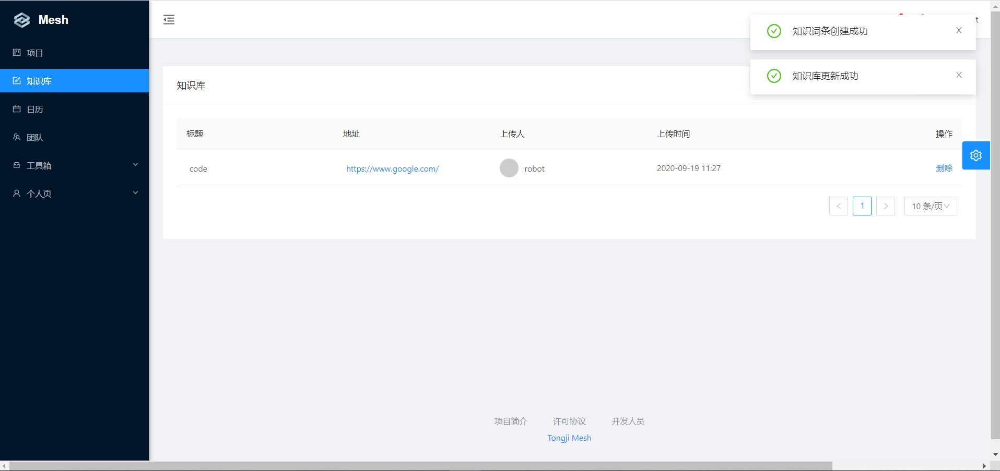 Mesh
项目
知识库
日历
团队
工具箱
个人页
t
知识词条创建成功
知识库更新成功
知识库
标题 地址 上传人 上传时间 操作
code https://www.google.com/ robot 2020-09-19 11:27 删除
1 10 条/页
项目简介 许可协议 开发人员
Tongji Mesh